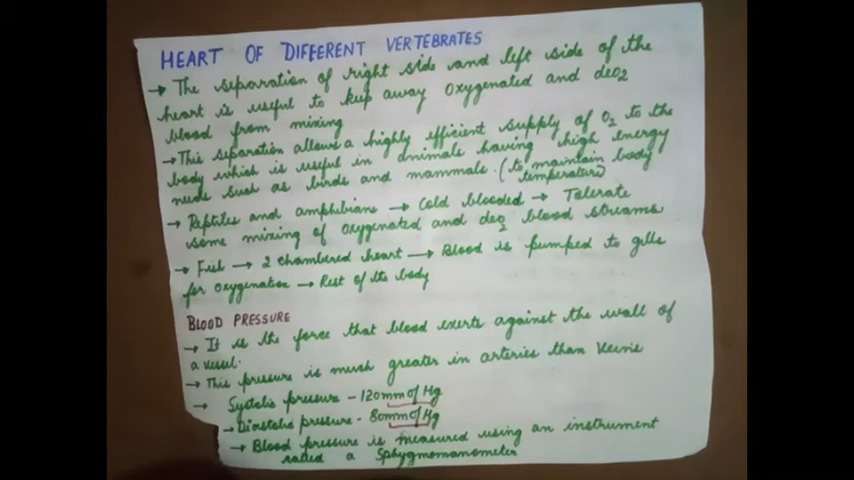 HEART OF DIFFERENT VERTEBRATES
→ The separation of right side and left side of the
heart is useful to keep away oxygenated and deO2
blood from mixing
→ This separation allows a highly efficient supply of O2 to the
body which is useful in animals having high energy
needs such as birds and mammals. (to maintain body
temperature)
→ Reptiles and amphibians → Cold blooded → Tolerate
some mixing of oxygenated and deo2 blood streams
→ Fish → 2 chambered heart → Blood is pumped to gills
for oxygenation → Rest of the body
BLOOD PRESSURE
→ It is the force that blood exerts against the wall of
a vessel.
→ This pressure is much greater in arteries than veins
→ Systolic pressure - 120mm of Hg
→ Diastolic pressure - 80mm of Hg
→ Blood pressure is measured using an instrument
called a Sphygmomanometer